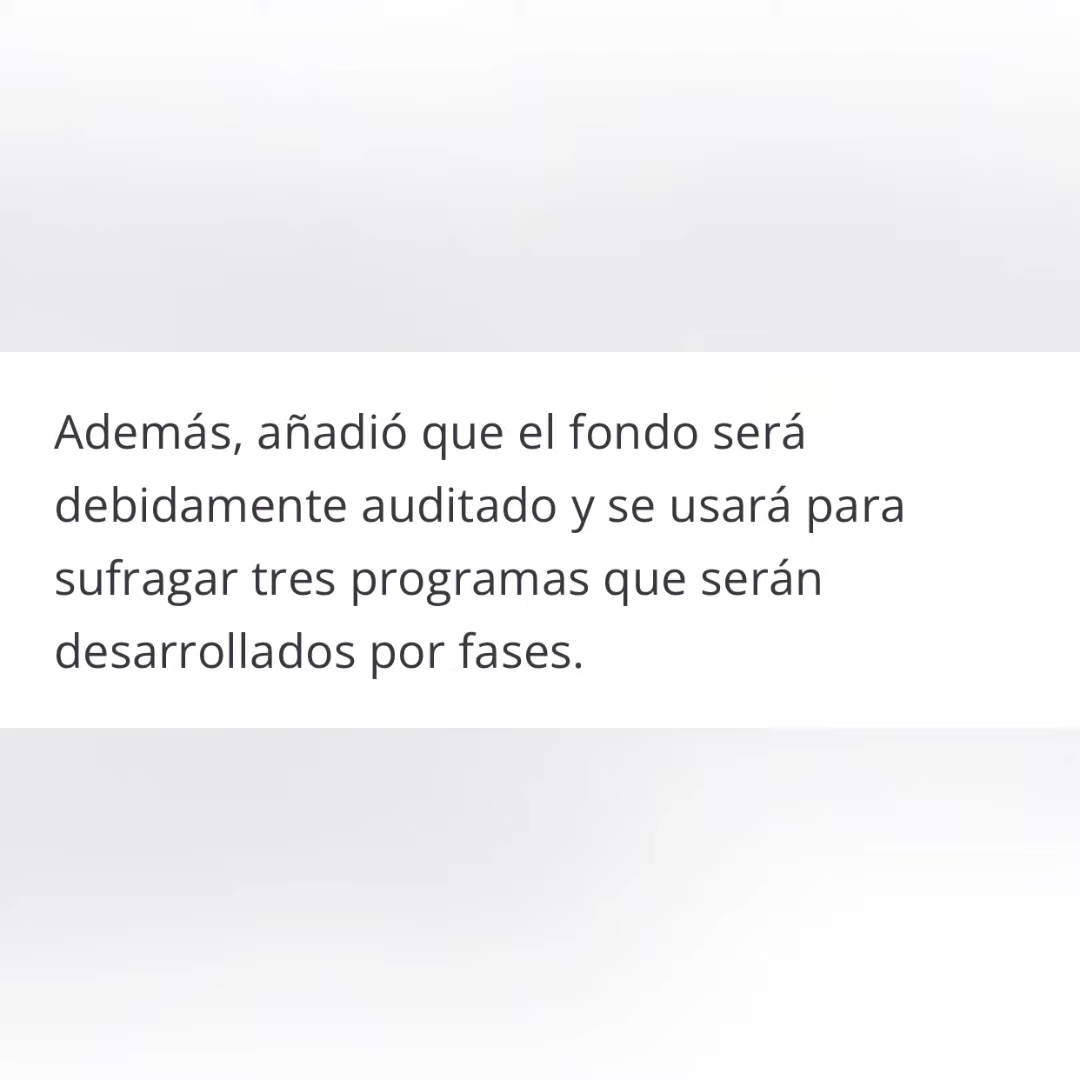 Además, añadió que el fondo será
debidamente auditado y se usará para
sufragar tres programas que serán
desarrollados por fases.